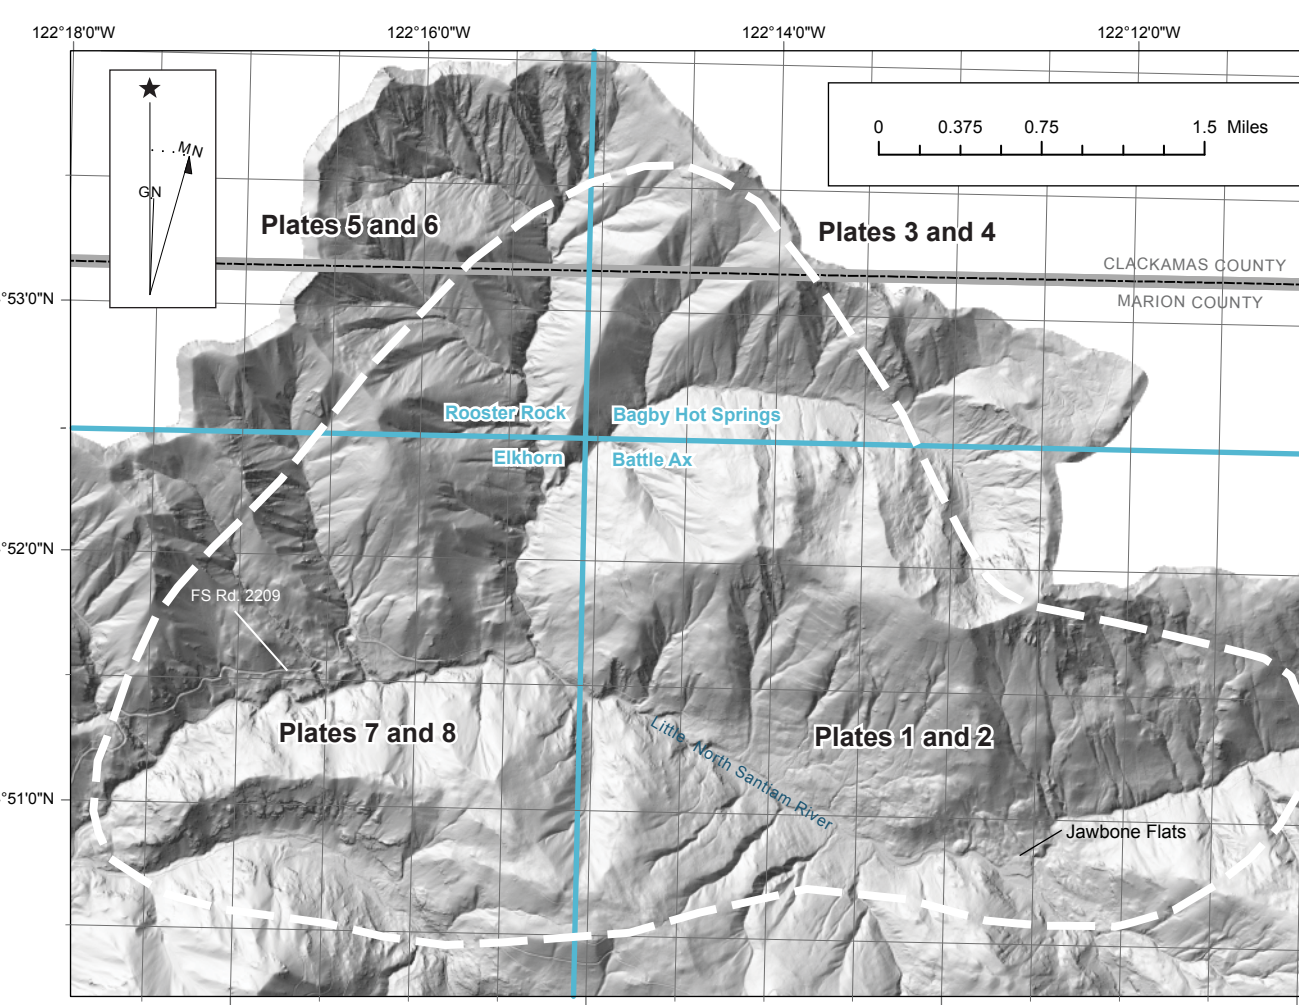 122°18'0"W
122°16'0"W
122°14'0"W
122°12'0"W
MN
GN
0 0.375 0.75 1.5 Miles
Plates 5 and 6
Plates 3 and 4
CLACKAMAS COUNTY
MARION COUNTY
°53'0"N
Rooster Rock
Bagby Hot Springs
Elkhorn
Battle Ax
°52'0"N
FS Rd. 2209
Plates 7 and 8
Plates 1 and 2
Little North Santiam River
°51'0"N
Jawbone Flats